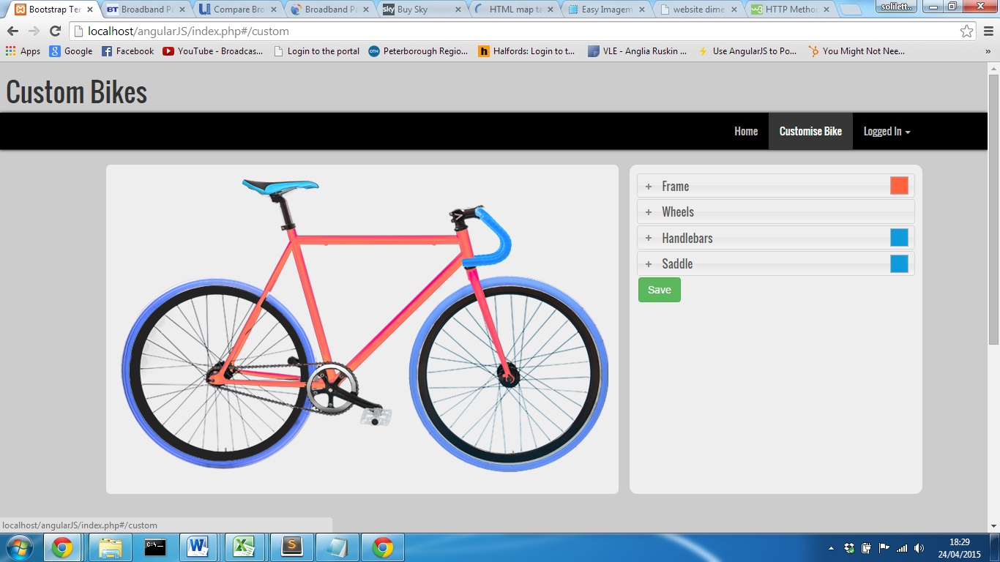 Bootstrap Ter
Broadband Pa
Compare Bro
Broadband Pa
sky Buy Sky
HTML map ta
Easy Imagem
website dime
w3 HTTP Metho
solilett...
localhost/angularJS/index.php#/custom
Apps
Google
Facebook
YouTube - Broadcas...
Login to the portal
OTH Peterborough Regio...
h Halfords: Login to t...
VLE - Anglia Ruskin ...
Use AngularJS to Po...
You Might Not Nee...
»
Custom Bikes
Home
Customise Bike
Logged In
+ Frame
+ Wheels
+ Handlebars
+ Saddle
Save
localhost/angularJS/index.php#/custom
18:29
24/04/2015